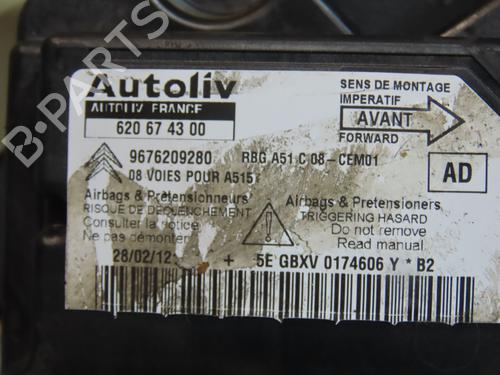 B-PARTS
Autoliv
AUTOLIV FRANCE
620 67 43 00
SENS DE MONTAGE
IMPERATIF
AVANT
FORWARD
9676209280
RBG A51 C 08-CEM01
08 VOIES POUR A515
AD
Airbags & Prétensionneurs
RISQUE DE DECLENCHEMENT
Consulter la notice
Ne pas démonter
Airbags & Pretensioners
TRIGGERING HASARD
Do not remove
Read manual
28/02/12
+ 5E GBXV 0174606 Y * B2